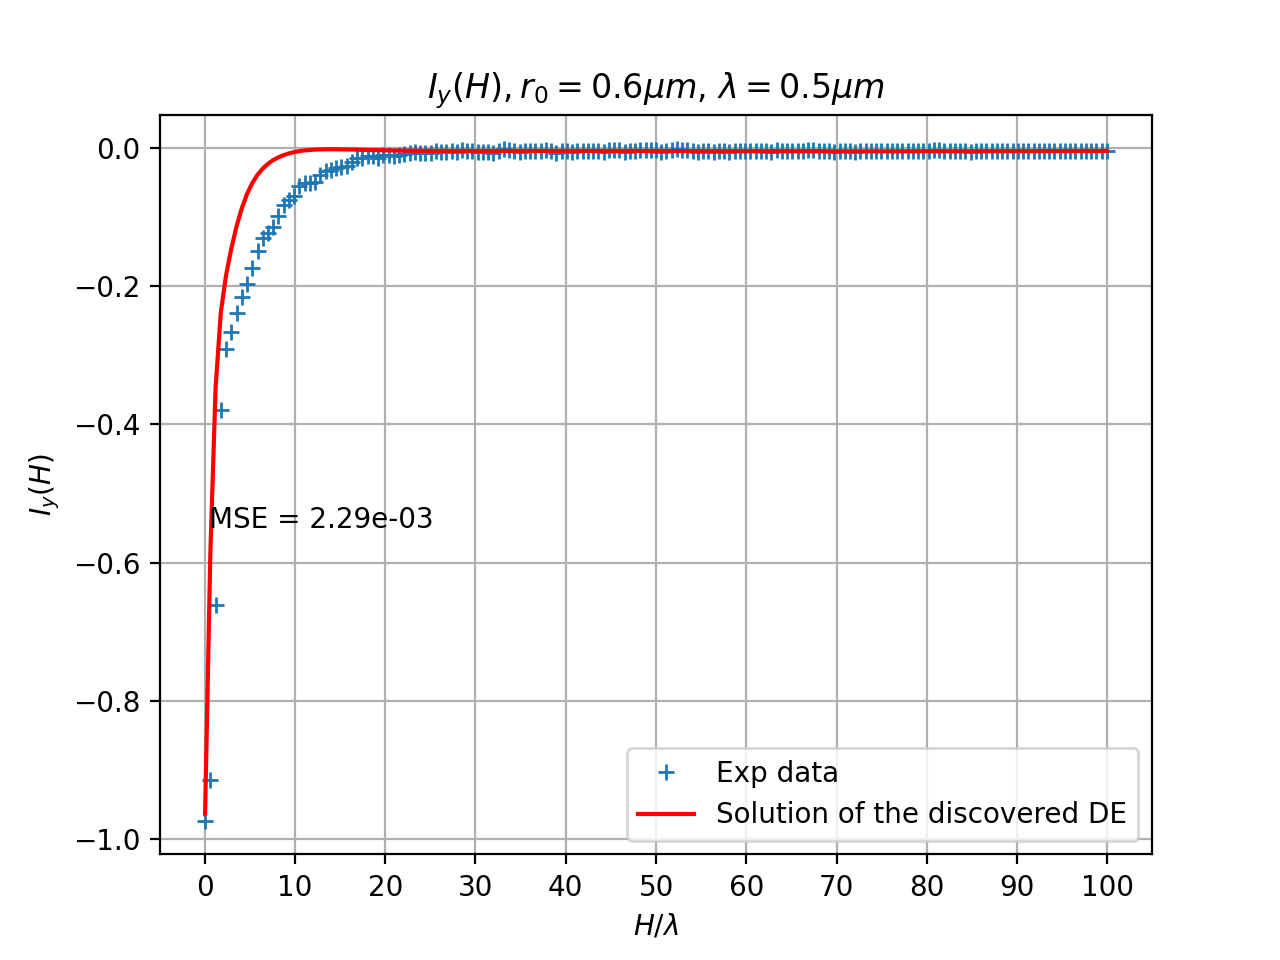 I_y(H), r_0 = 0.6μm, λ = 0.5μm
I_y(H)
0.0
−0.2
−0.4
−0.6
−0.8
−1.0
MSE = 2.29e-03
Exp data
Solution of the discovered DE
0 10 20 30 40 50 60 70 80 90 100
H/λ